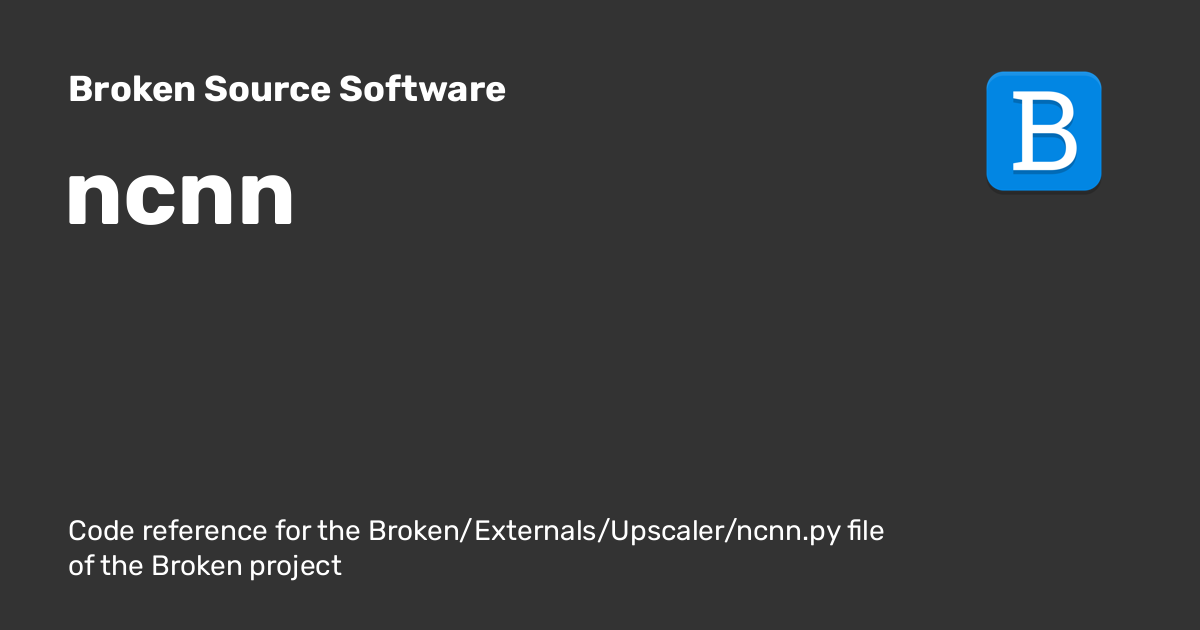 Broken Source Software
B
ncnn
Code reference for the Broken/Externals/Upscaler/ncnn.py file
of the Broken project